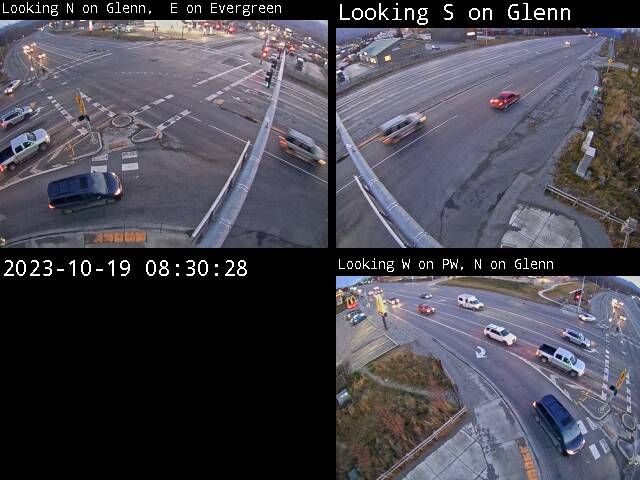 Looking N on Glenn,  E on Evergreen
Looking S on Glenn
2023-10-19 08:30:28
Looking W on PW, N on Glenn